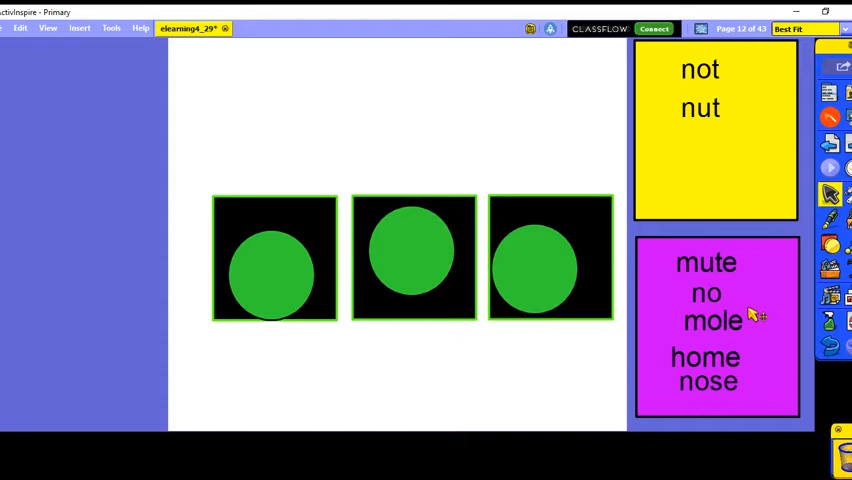 ActivInspire - Primary
Edit View Insert Tools Help elearning4_29* CLASSFLOW Connect Page 12 of 43 Best Fit
not
nut
mute
no
mole
home
nose